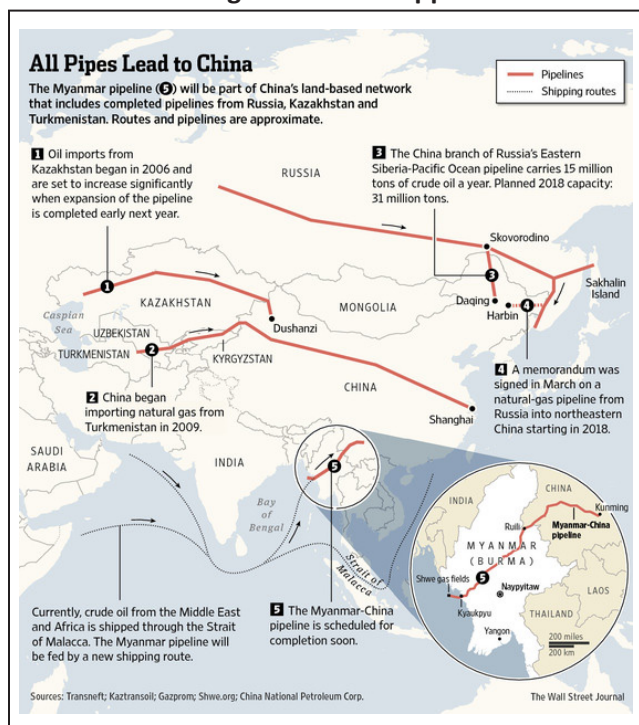 All Pipes Lead to China
The Myanmar pipeline (5) will be part of China's land-based network
that includes completed pipelines from Russia, Kazakhstan and
Turkmenistan. Routes and pipelines are approximate.
Pipelines
Shipping routes
1 Oil imports from
Kazakhstan began in 2006 and
are set to increase significantly
when expansion of the pipeline
is completed early next year.
3 The China branch of Russia's Eastern
Siberia-Pacific Ocean pipeline carries 15 million
tons of crude oil a year. Planned 2018 capacity:
31 million tons.
RUSSIA
Skovorodino
3
Sakhalin
Island
1
Daqing
4
Harbin
KAZAKHSTAN
MONGOLIA
Caspian
Sea
Dushanzi
UZBEKISTAN
TURKMENISTAN
2
KYRGYZSTAN
CHINA
2 China began
importing natural gas from
Turkmenistan in 2009.
Shanghai
4 A memorandum was
signed in March on a
natural-gas pipeline from
Russia into northeastern
China starting in 2018.
SAUDI
ARABIA
INDIA
5
Bay
of
Bengal
Strait of
Malacca
Currently, crude oil from the Middle East
and Africa is shipped through the Strait
of Malacca. The Myanmar pipeline will
be fed by a new shipping route.
5 The Myanmar-China
pipeline is scheduled for
completion soon.
CHINA
INDIA
Kunming
Ruili
Myanmar-China
pipeline
MYANMAR
(BURMA)
Shwe gas fields
5
Naypyitaw
Kyaukpyu
LAOS
THAILAND
Yangon
200 miles
200 km
Sources: Transneft; Kaztransoil; Gazprom; Shwe.org; China National Petroleum Corp.
The Wall Street Journal